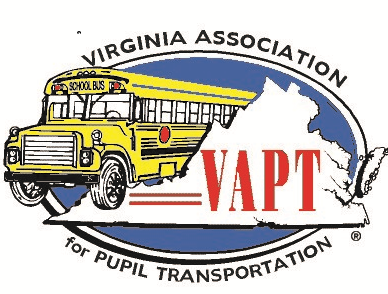 VIRGINIA ASSOCIATION
SCHOOL BUS
VAPT
for PUPIL TRANSPORTATION
®